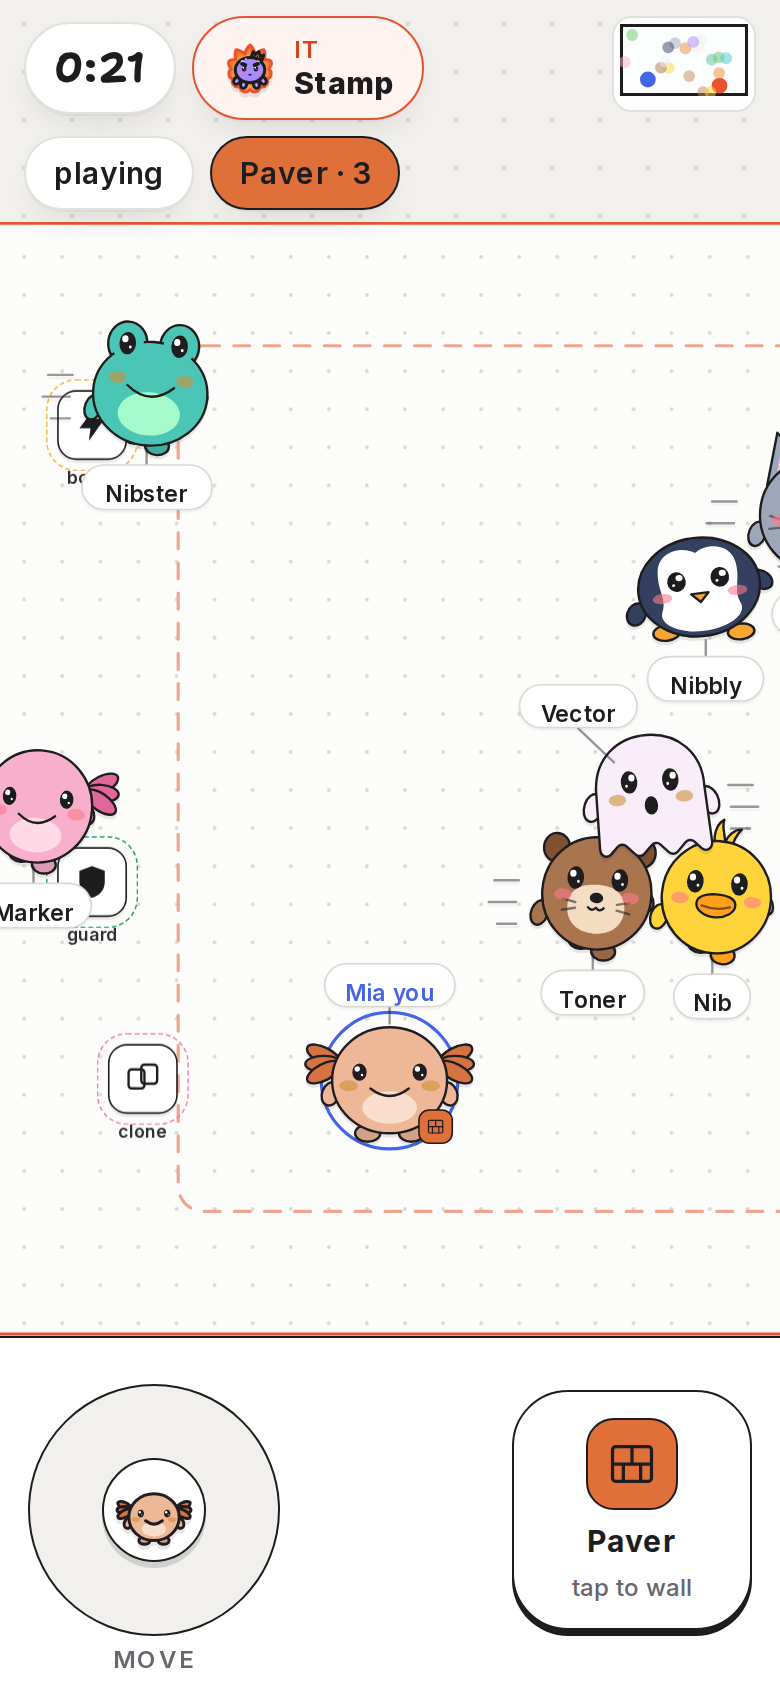 0:21
IT
Stamp
playing
Paver · 3
Nibster
Nibbly
Vector
Marker
guard
Mia you
Toner
Nib
clone
MOVE
Paver
tap to wall